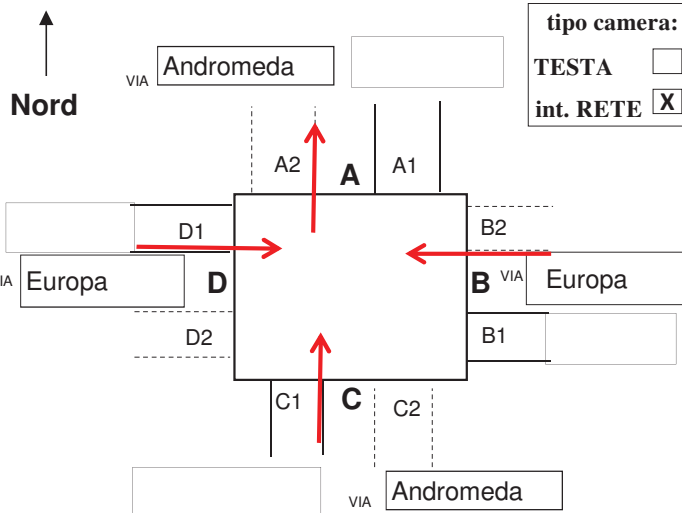 tipo camera:
VIA Andromeda
TESTA
Nord
int. RETE X
A2 A A1
D1 B2
VIA Europa D B VIA Europa
D2 B1
C1 C C2
VIA Andromeda